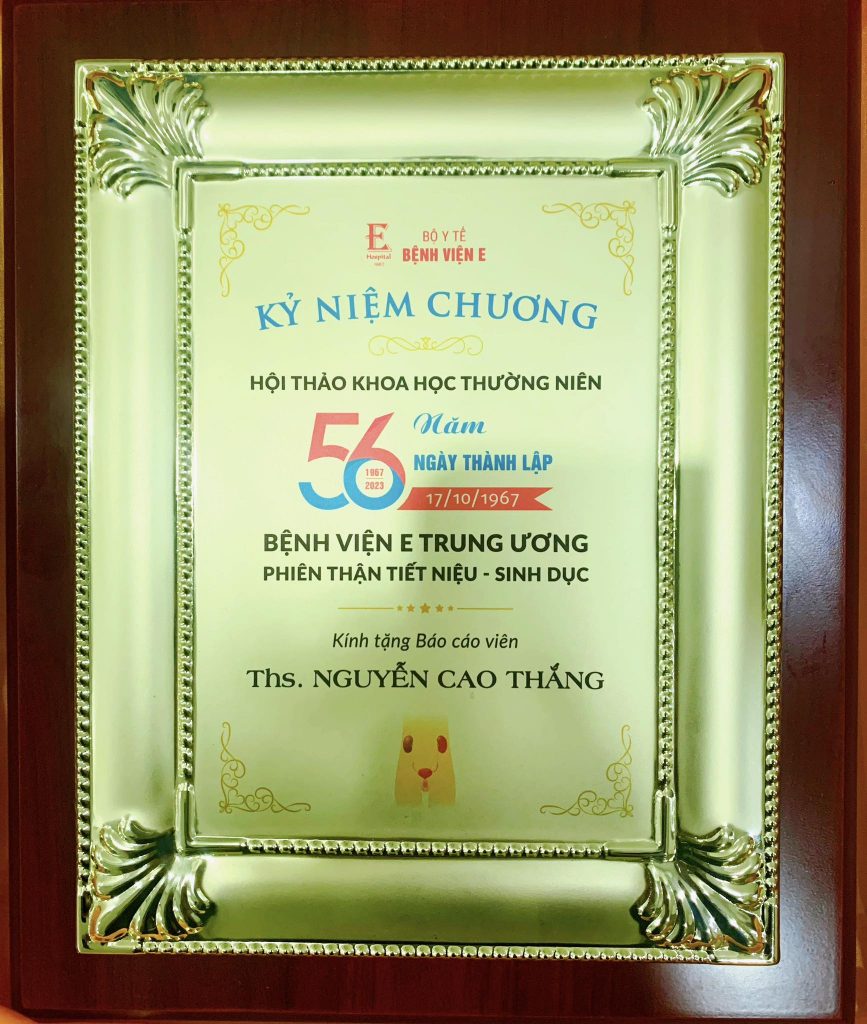 E
Hospital
1967
BỘ Y TẾ
BỆNH VIỆN E
KỶ NIỆM CHƯƠNG
HỘI THẢO KHOA HỌC THƯỜNG NIÊN
56 Năm
1967
2023
NGÀY THÀNH LẬP
17/10/1967
BỆNH VIỆN E TRUNG ƯƠNG
PHIÊN THẬN TIẾT NIỆU - SINH DỤC
Kính tặng Báo cáo viên
Ths. NGUYỄN CAO THẮNG